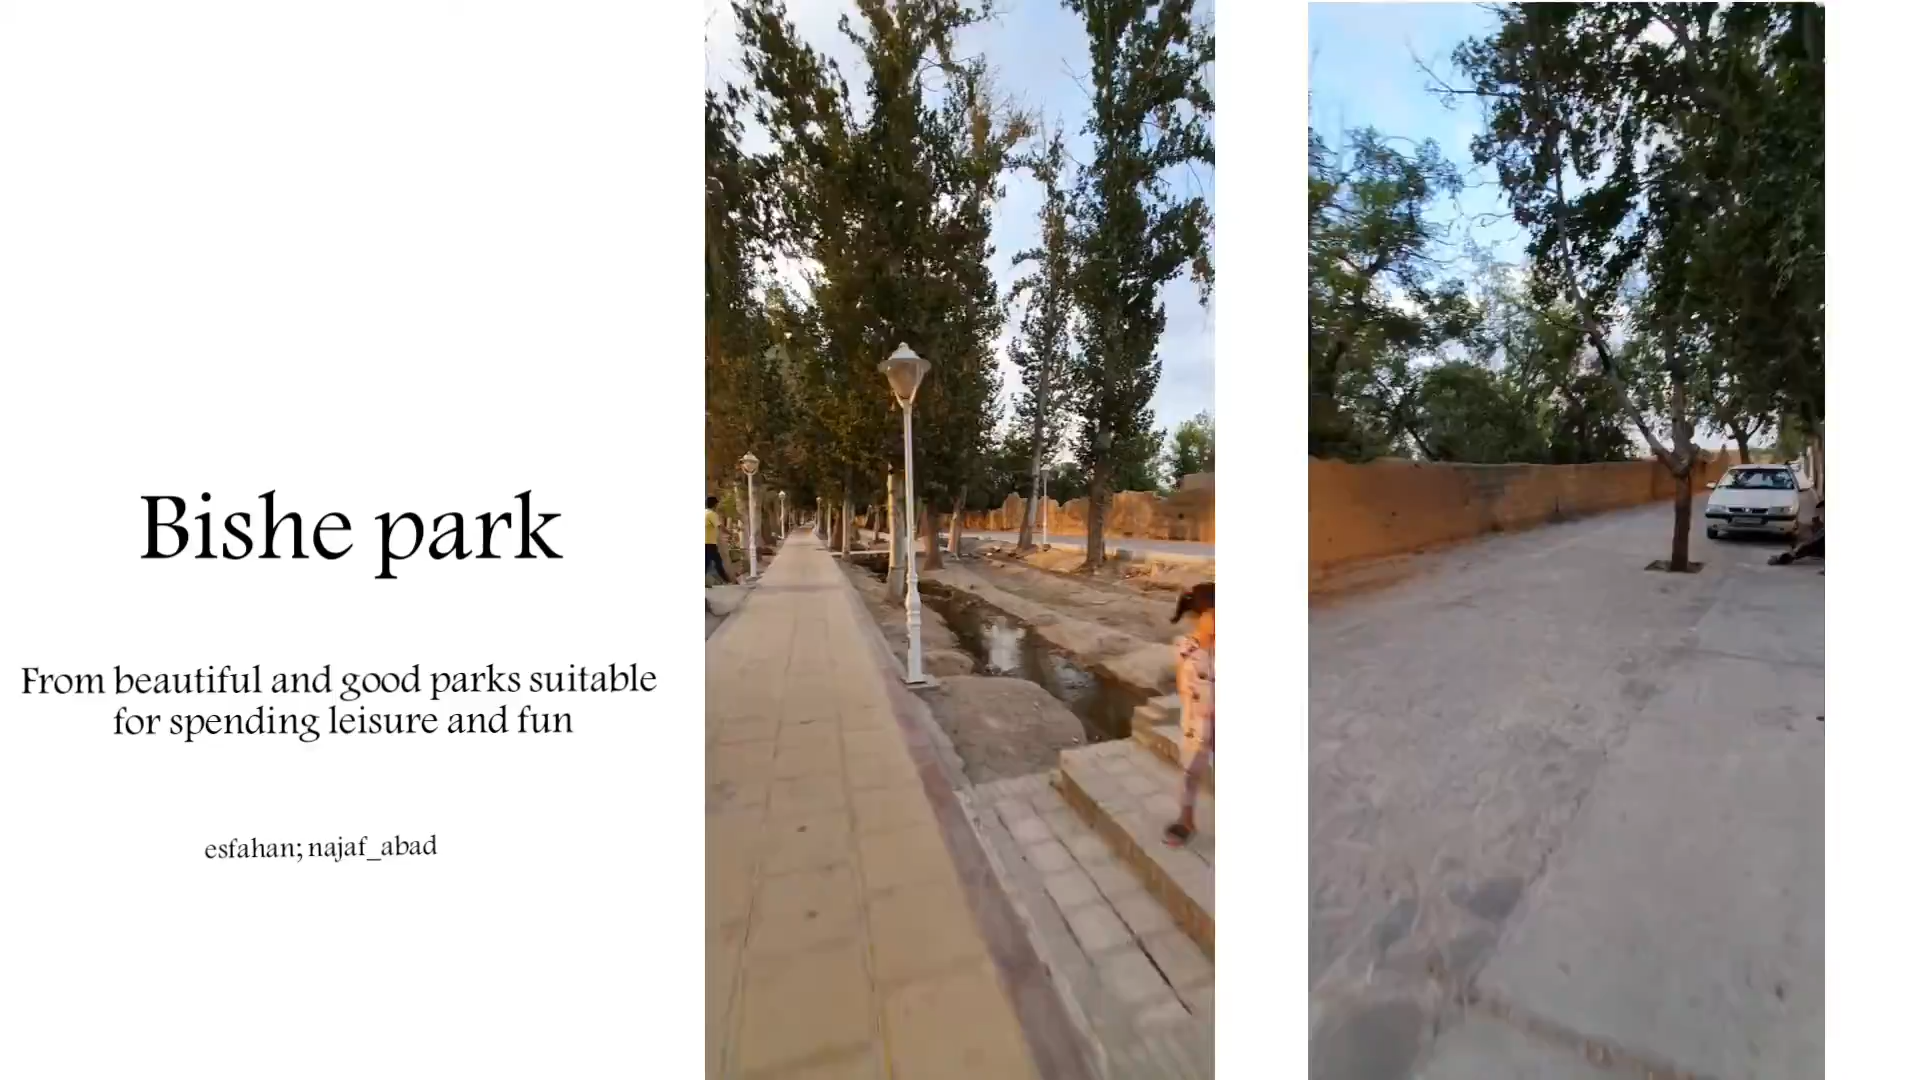 Bishe park
From beautiful and good parks suitable
for spending leisure and fun
esfahan; najaf_abad